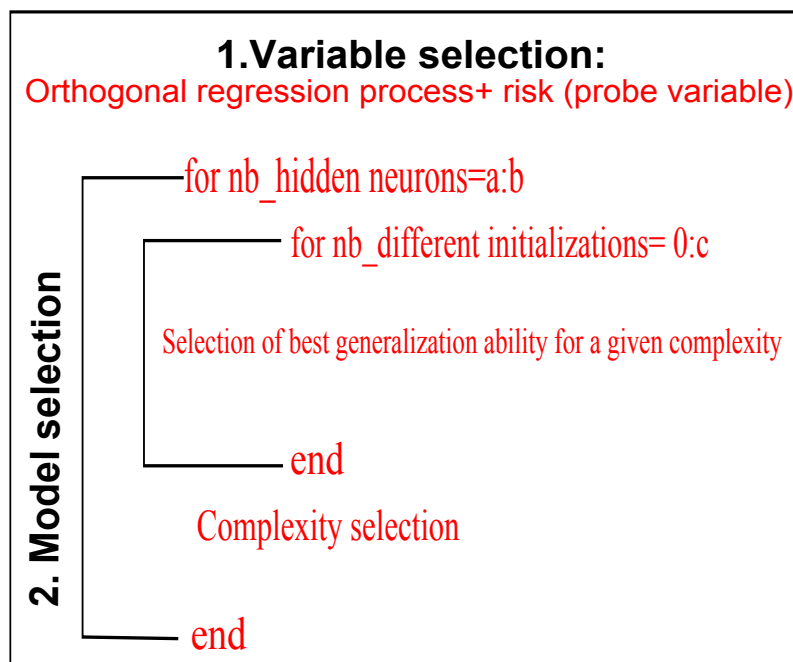 1.Variable selection:
Orthogonal regression process+ risk (probe variable)
2. Model selection
for nb_hidden neurons=a:b
for nb_different initializations= 0:c
Selection of best generalization ability for a given complexity
end
Complexity selection
end